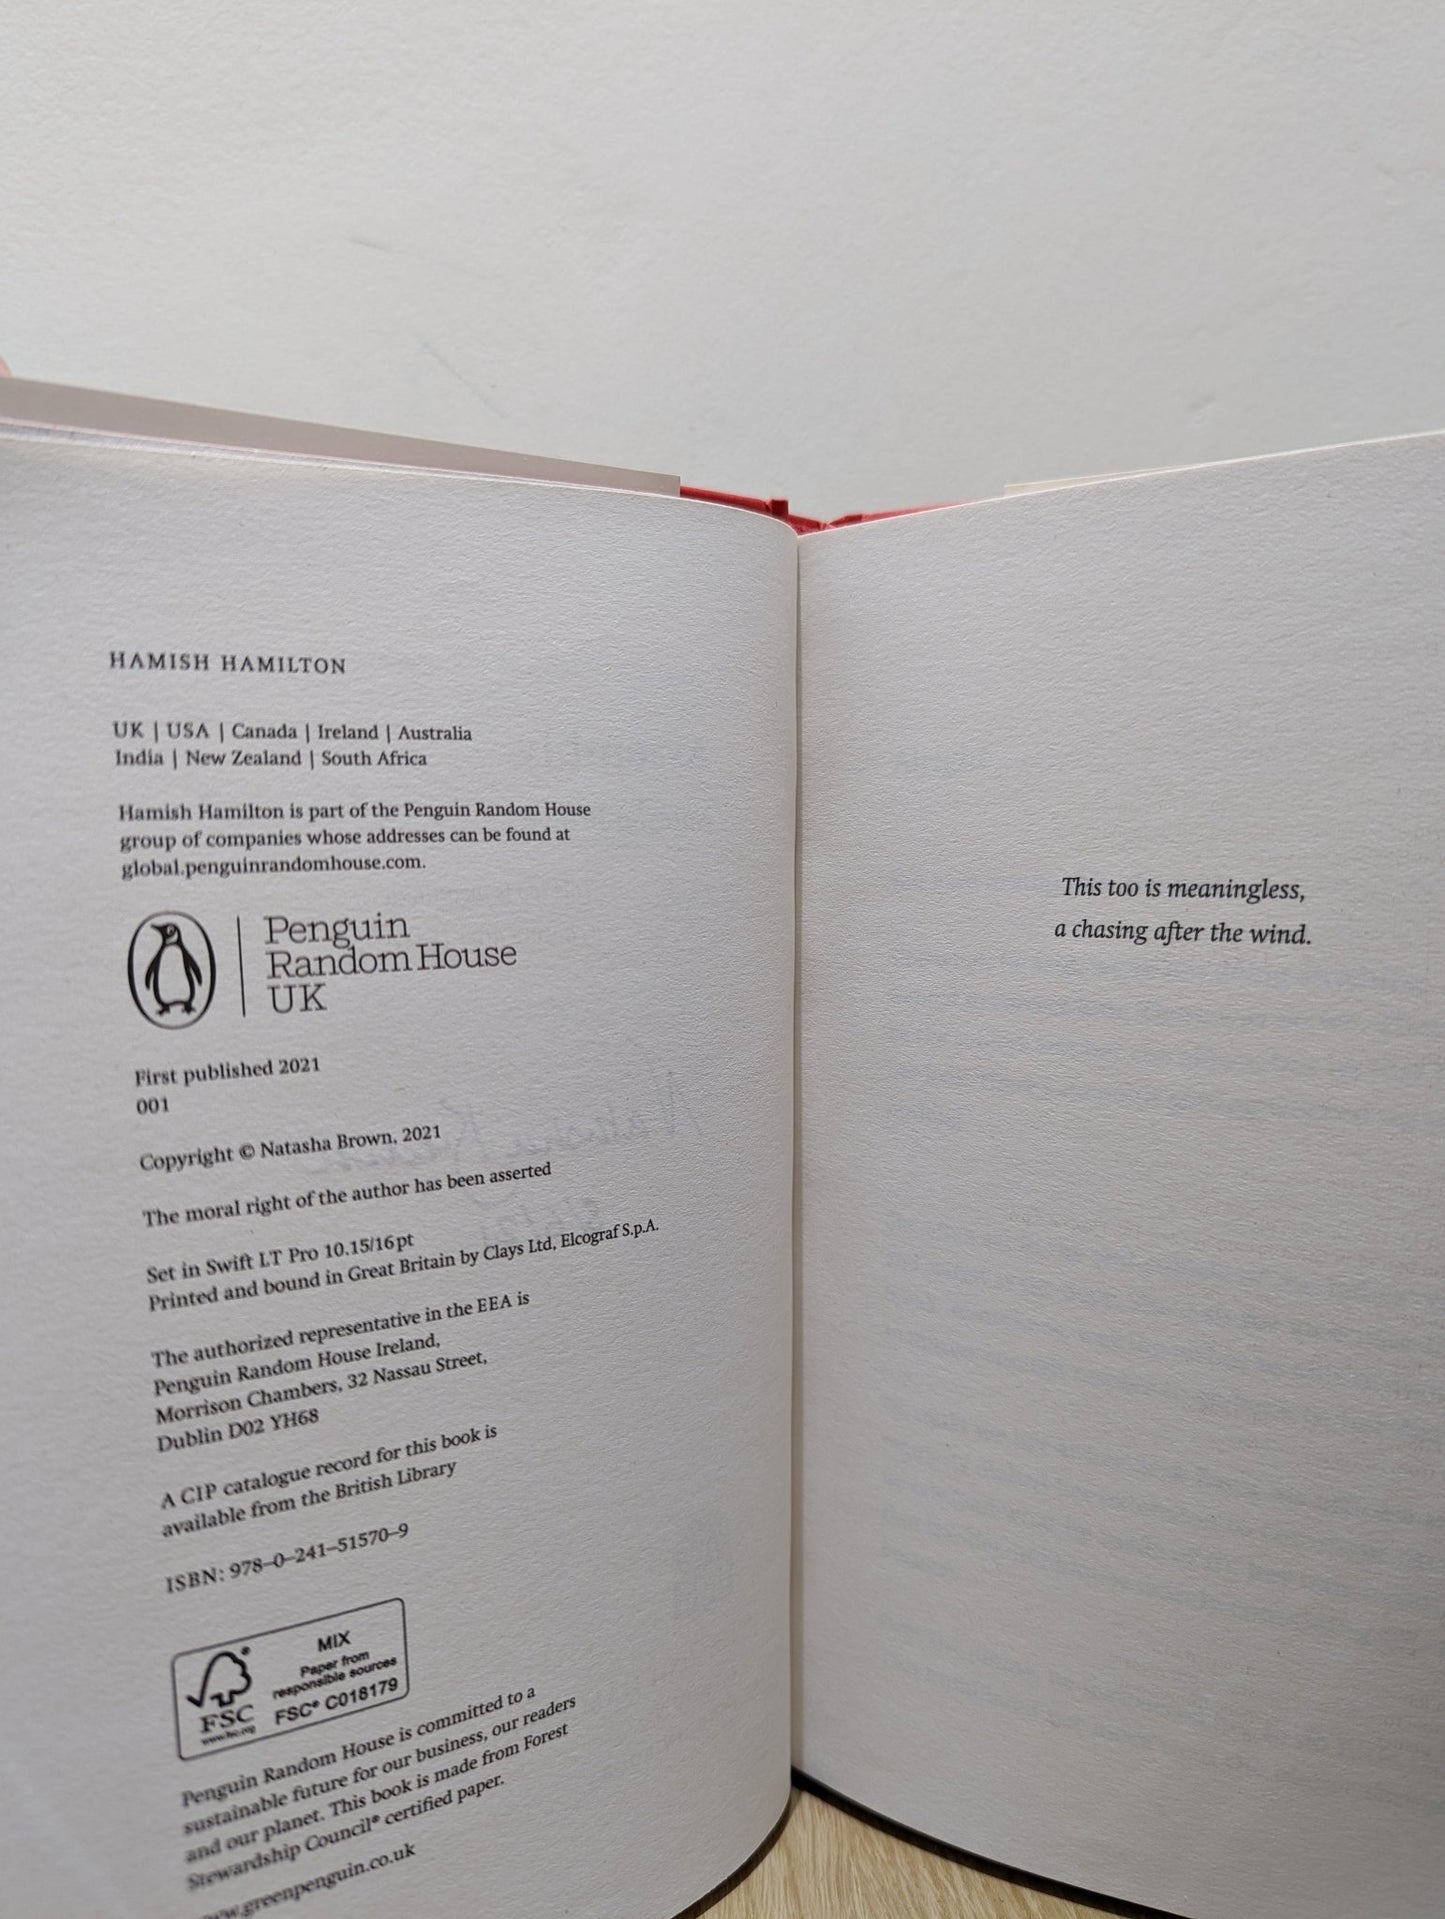 HAMISH HAMILTON
UK | USA | Canada | Ireland | Australia
India | New Zealand | South Africa
Hamish Hamilton is part of the Penguin Random House
group of companies whose addresses can be found at
global.penguinrandomhouse.com.
Penguin
Random House
UK
First published 2021
001
Copyright © Natasha Brown, 2021
The moral right of the author has been asserted
Set in Swift LT Pro 10.15/16pt
Printed and bound in Great Britain by Clays Ltd, Elcograf S.p.A.
The authorized representative in the EEA is
Penguin Random House Ireland,
Morrison Chambers, 32 Nassau Street,
Dublin D02 YH68
A CIP catalogue record for this book is
available from the British Library
ISBN: 978–0–241–51570–9
MIX
Paper from
responsible sources
FSC® C018179
FSC
www.fsc.org
Penguin Random House is committed to a
sustainable future for our business, our readers
and our planet. This book is made from Forest
Stewardship Council® certified paper.
www.greenpenguin.co.uk
This too is meaningless,
a chasing after the wind.